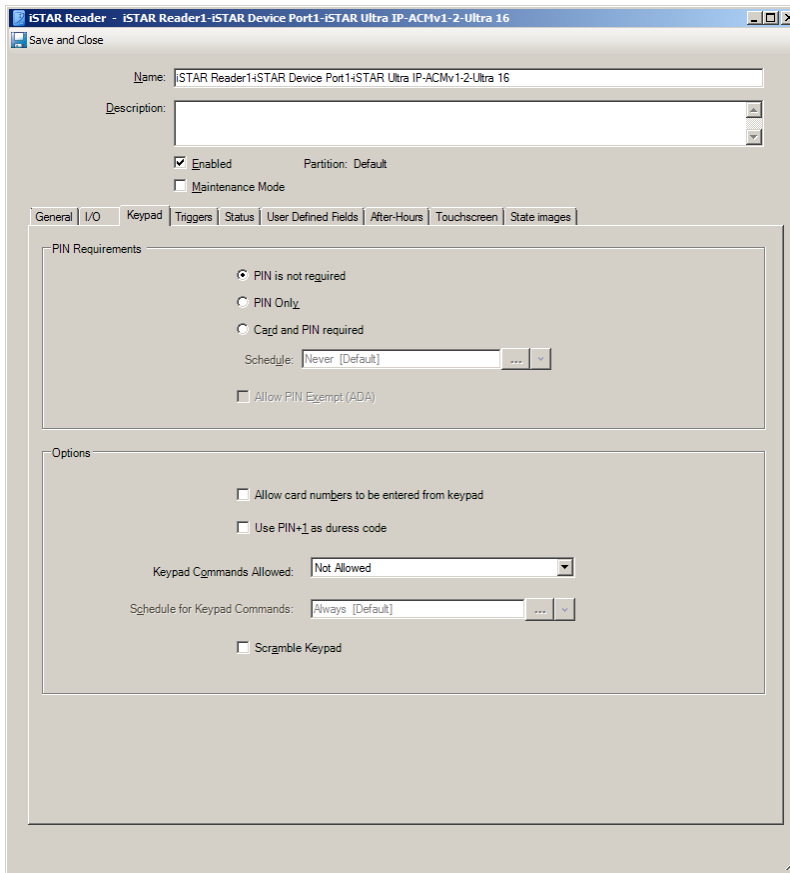 iSTAR Reader - iSTAR Reader1-iSTAR Device Port1-iSTAR Ultra IP-ACMv1-2-Ultra 16
Save and Close
Name: iSTAR Reader1-iSTAR Device Port1-iSTAR Ultra IP-ACMv1-2-Ultra 16
Description:
Enabled Partition: Default
Maintenance Mode
General I/O Keypad Triggers Status User Defined Fields After-Hours Touchscreen State images
PIN Requirements
PIN is not required
PIN Only
Card and PIN required
Schedule: Never [Default] ...
Allow PIN Exempt (ADA)
Options
Allow card numbers to be entered from keypad
Use PIN+1 as duress code
Keypad Commands Allowed: Not Allowed
Schedule for Keypad Commands: Always [Default] ...
Scramble Keypad